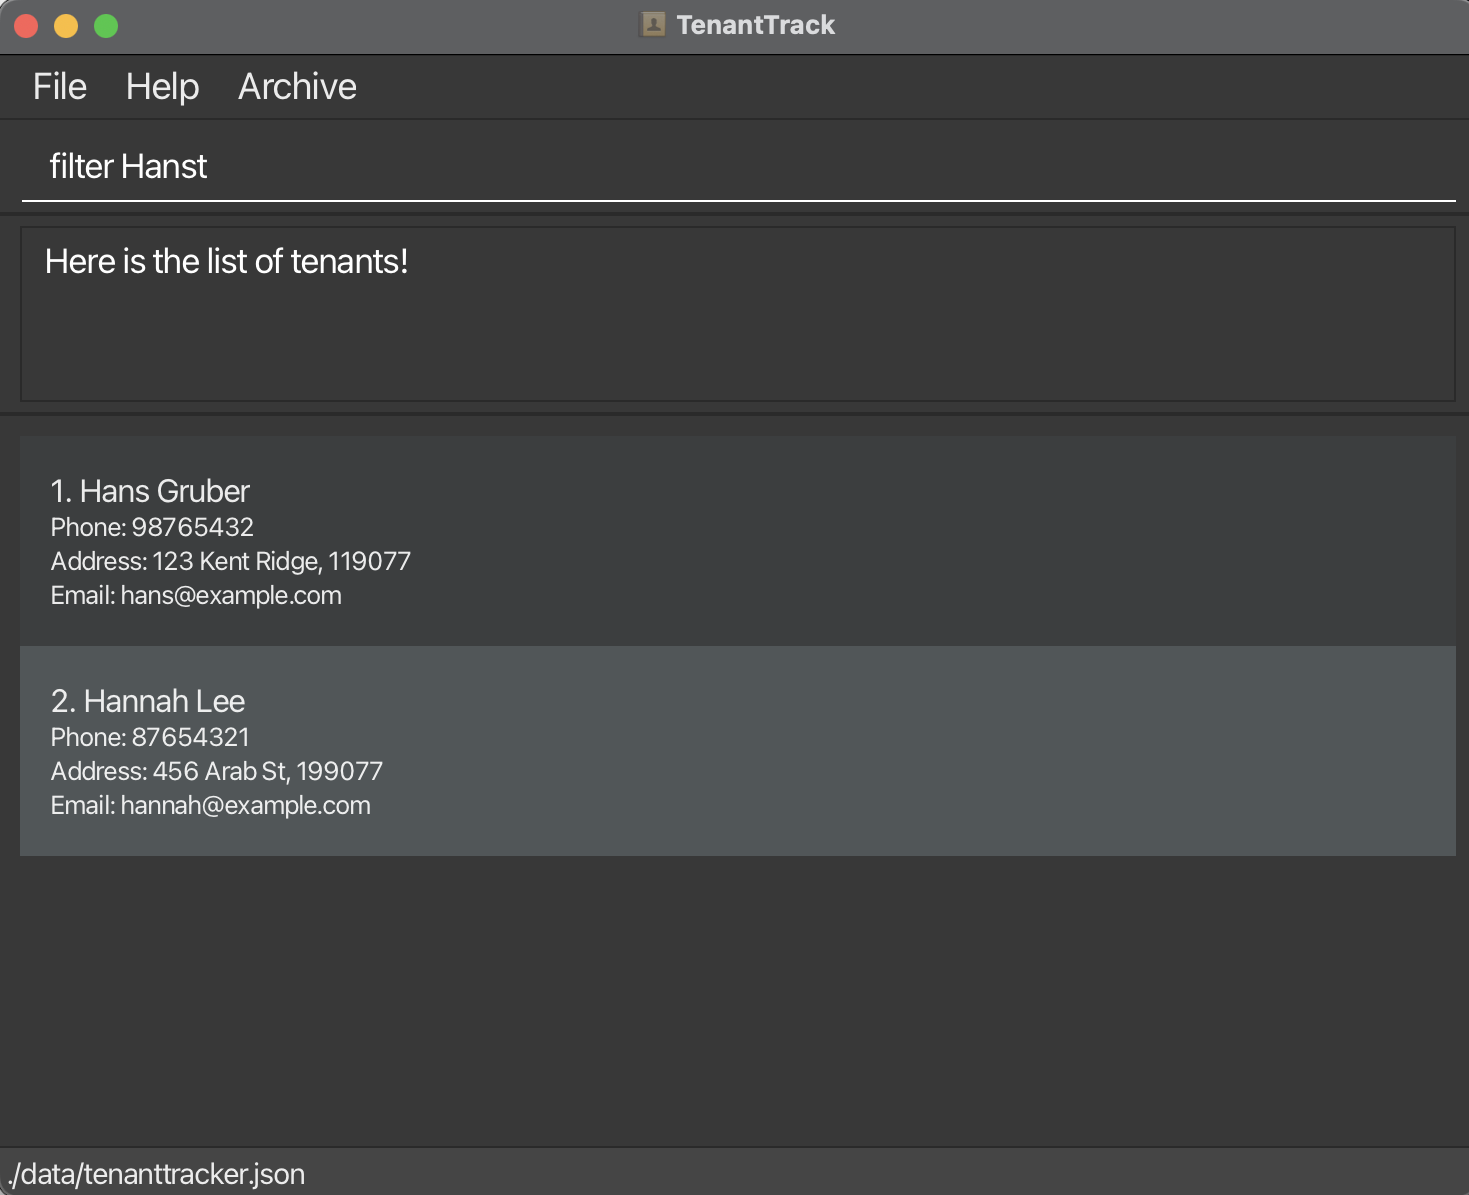 TenantTrack
File Help Archive
filter Hanst
Here is the list of tenants!
1. Hans Gruber
Phone: 98765432
Address: 123 Kent Ridge, 119077
Email: hans@example.com
2. Hannah Lee
Phone: 87654321
Address: 456 Arab St, 199077
Email: hannah@example.com
./data/tenanttracker.json